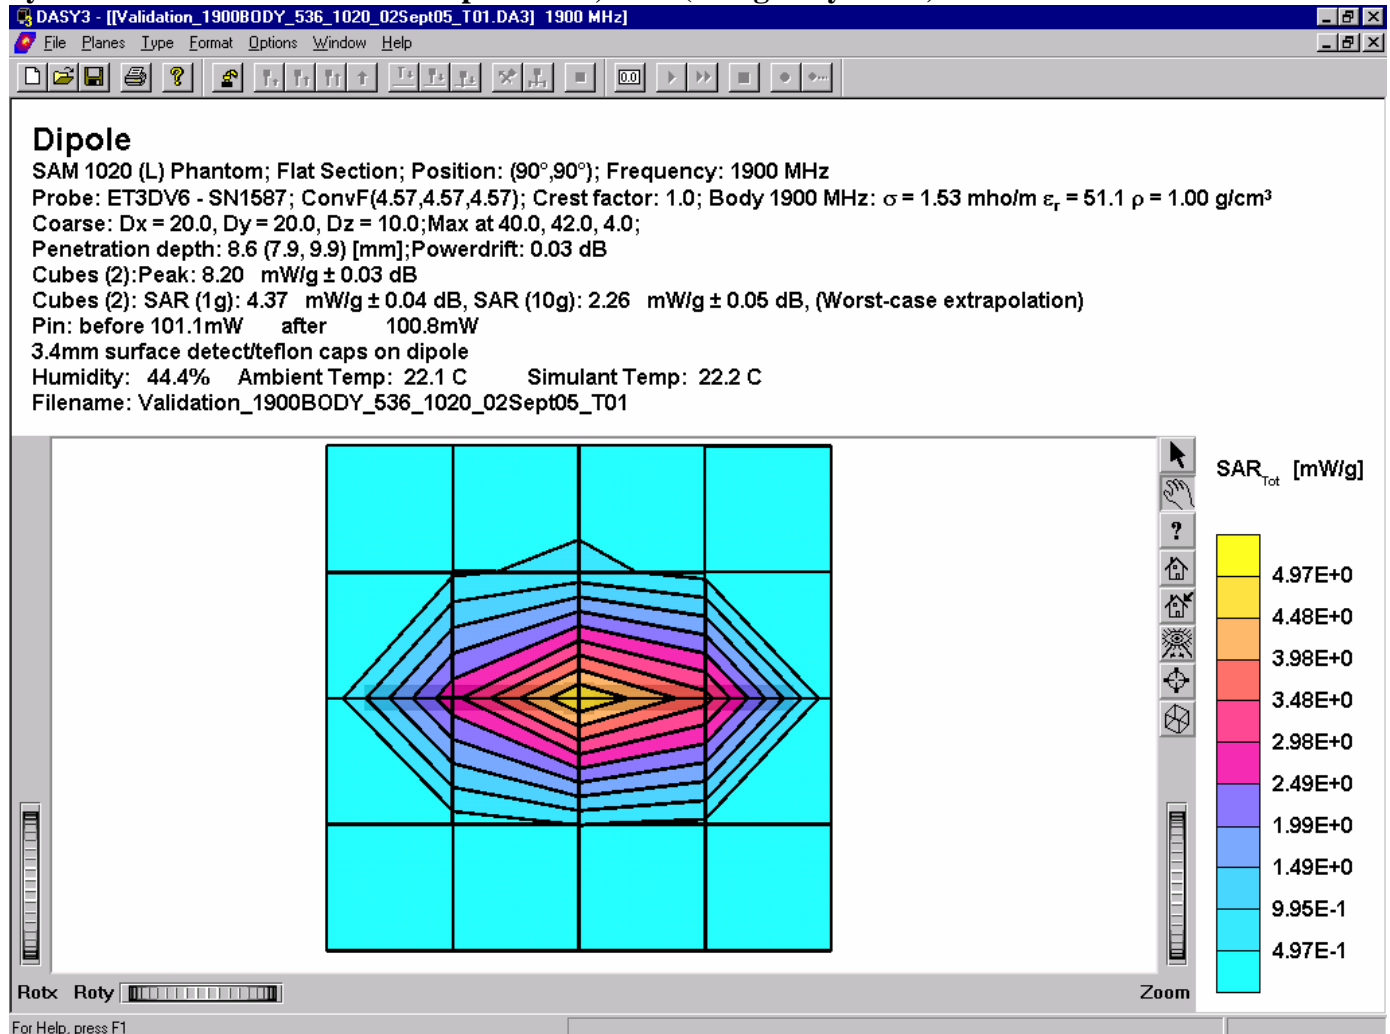 DASY3 - [[Validation_1900BODY_536_1020_02Sept05_T01.DA3]  1900 MHz]
File Planes Type Format Options Window Help
Dipole
SAM 1020 (L) Phantom; Flat Section; Position: (90°,90°); Frequency: 1900 MHz
Probe: ET3DV6 - SN1587; ConvF(4.57,4.57,4.57); Crest factor: 1.0; Body 1900 MHz: σ = 1.53 mho/m εr = 51.1 ρ = 1.00 g/cm³
Coarse: Dx = 20.0, Dy = 20.0, Dz = 10.0;Max at 40.0, 42.0, 4.0;
Penetration depth: 8.6 (7.9, 9.9) [mm];Powerdrift: 0.03 dB
Cubes (2):Peak: 8.20 mW/g ± 0.03 dB
Cubes (2): SAR (1g): 4.37 mW/g ± 0.04 dB, SAR (10g): 2.26 mW/g ± 0.05 dB, (Worst-case extrapolation)
Pin: before 101.1mW after 100.8mW
3.4mm surface detect/teflon caps on dipole
Humidity: 44.4% Ambient Temp: 22.1 C Simulant Temp: 22.2 C
Filename: Validation_1900BODY_536_1020_02Sept05_T01
SARTot [mW/g]
4.97E+0
4.48E+0
3.98E+0
3.48E+0
2.98E+0
2.49E+0
1.99E+0
1.49E+0
9.95E-1
4.97E-1
Rotx Roty Zoom
For Help, press F1